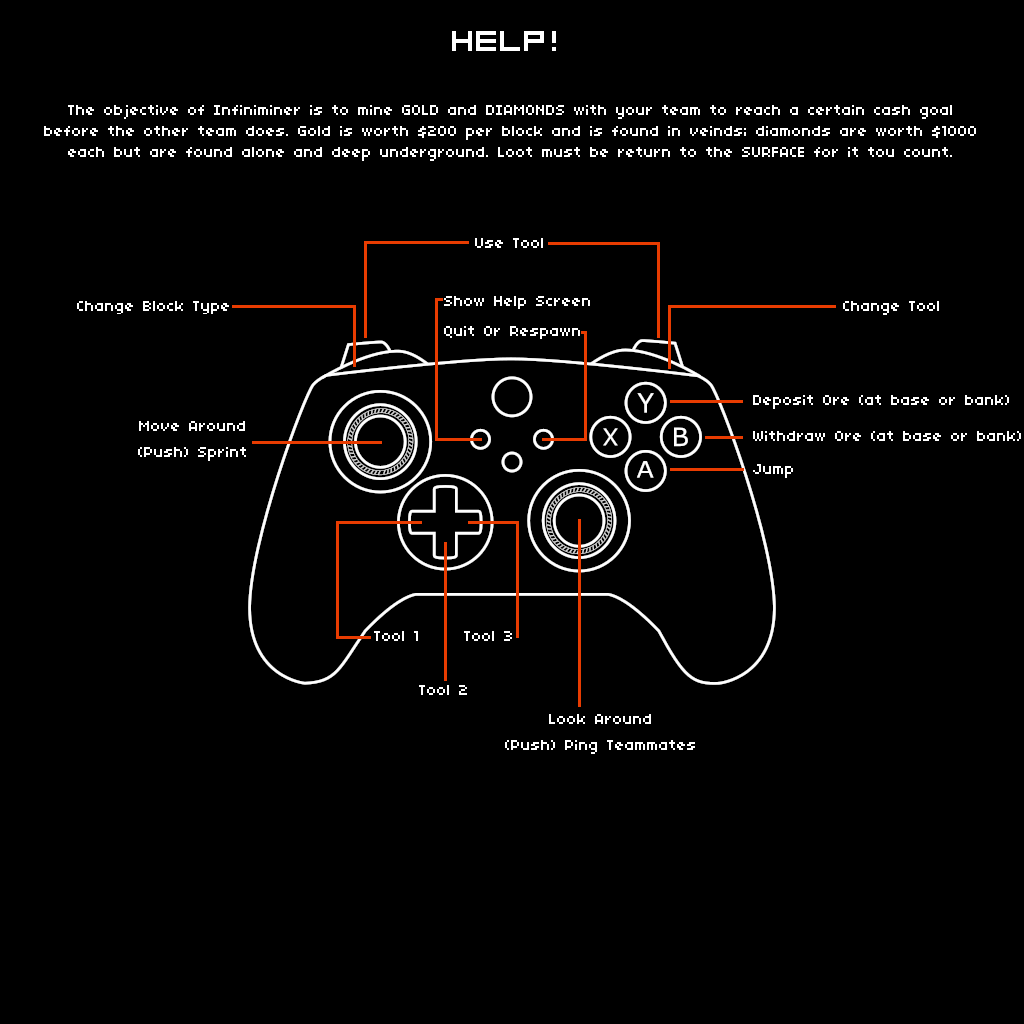 HELP!
The objective of Infiniminer is to mine GOLD and DIAMONDS with your team to reach a certain cash goal
before the other team does. Gold is worth $200 per block and is found in veinds; diamonds are worth $1000
each but are found alone and deep underground. Loot must be return to the SURFACE for it tou count.
Use Tool
Change Block Type
Show Help Screen
Change Tool
Quit Or Respawn
Y
Deposit Ore (at base or bank)
Move Around
X
B
Withdraw Ore (at base or bank)
(Push) Sprint
A
Jump
Tool 1
Tool 3
Tool 2
Look Around
(Push) Ping Teammates